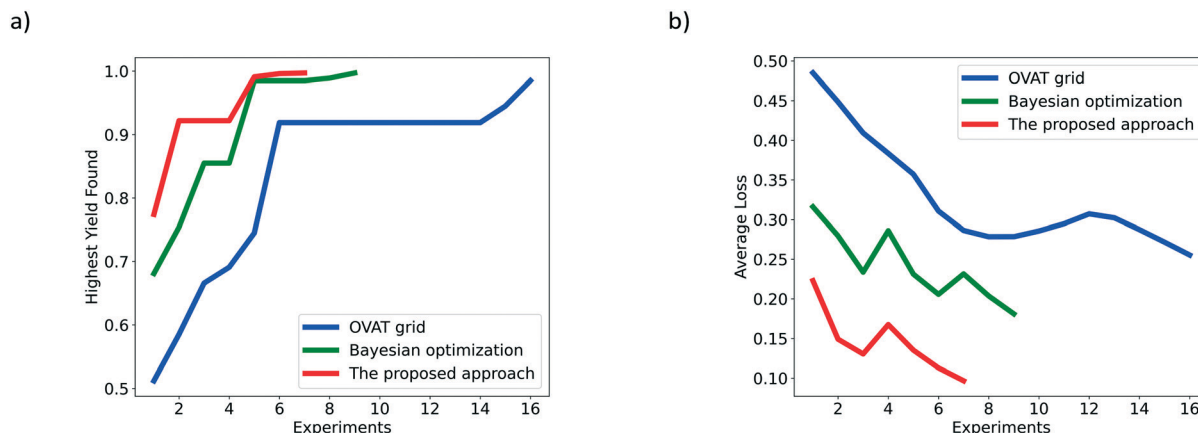 a)
1.0
0.9
0.8
0.7
0.6
0.5
Highest Yield Found
OVAT grid
Bayesian optimization
The proposed approach
2 4 6 8 10 12 14 16
Experiments
b)
0.50
0.45
0.40
0.35
0.30
0.25
0.20
0.15
0.10
Average Loss
OVAT grid
Bayesian optimization
The proposed approach
2 4 6 8 10 12 14 16
Experiments